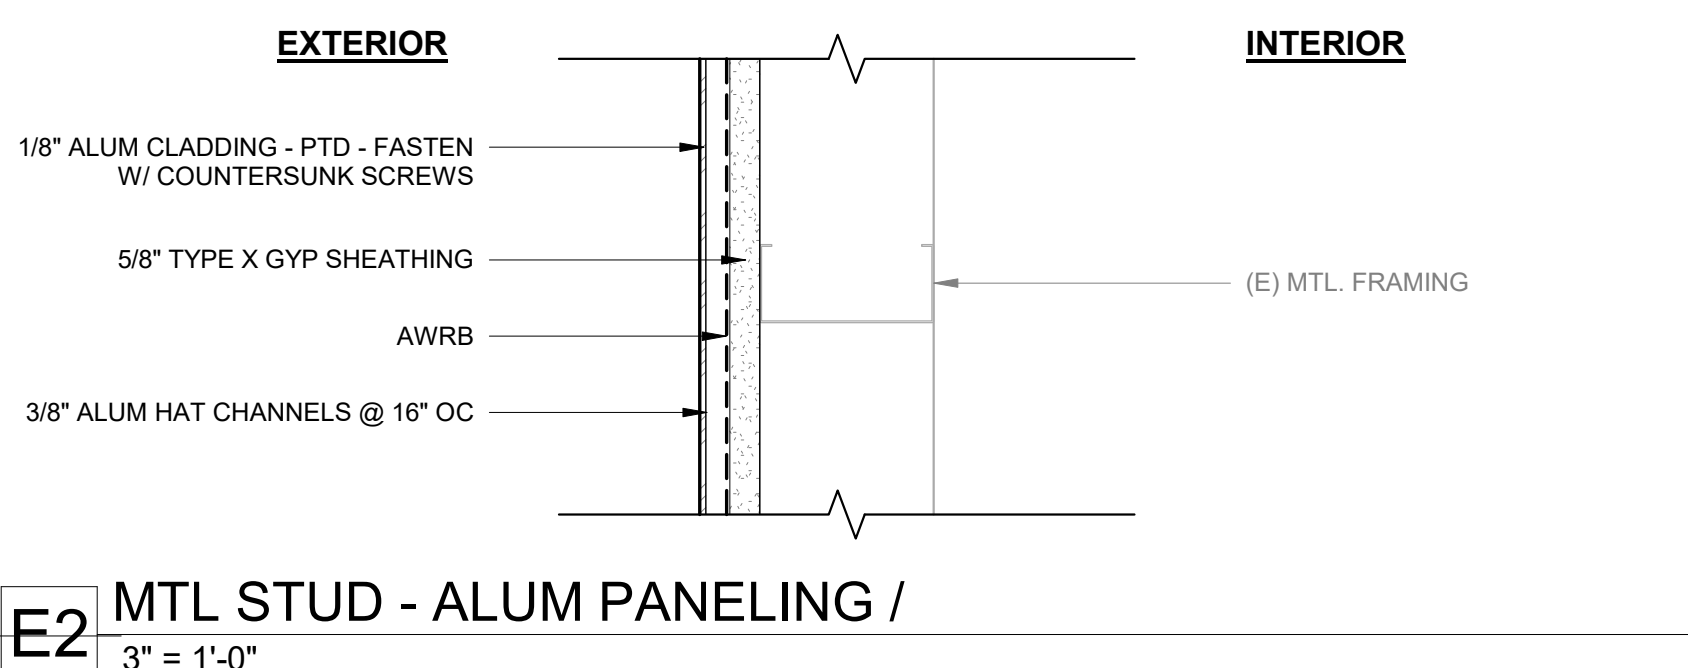 EXTERIOR
INTERIOR
1/8" ALUM CLADDING - PTD - FASTEN
W/ COUNTERSUNK SCREWS
5/8" TYPE X GYP SHEATHING
(E) MTL. FRAMING
AWRB
3/8" ALUM HAT CHANNELS @ 16" OC
E2
MTL STUD - ALUM PANELING /
3" = 1'-0"